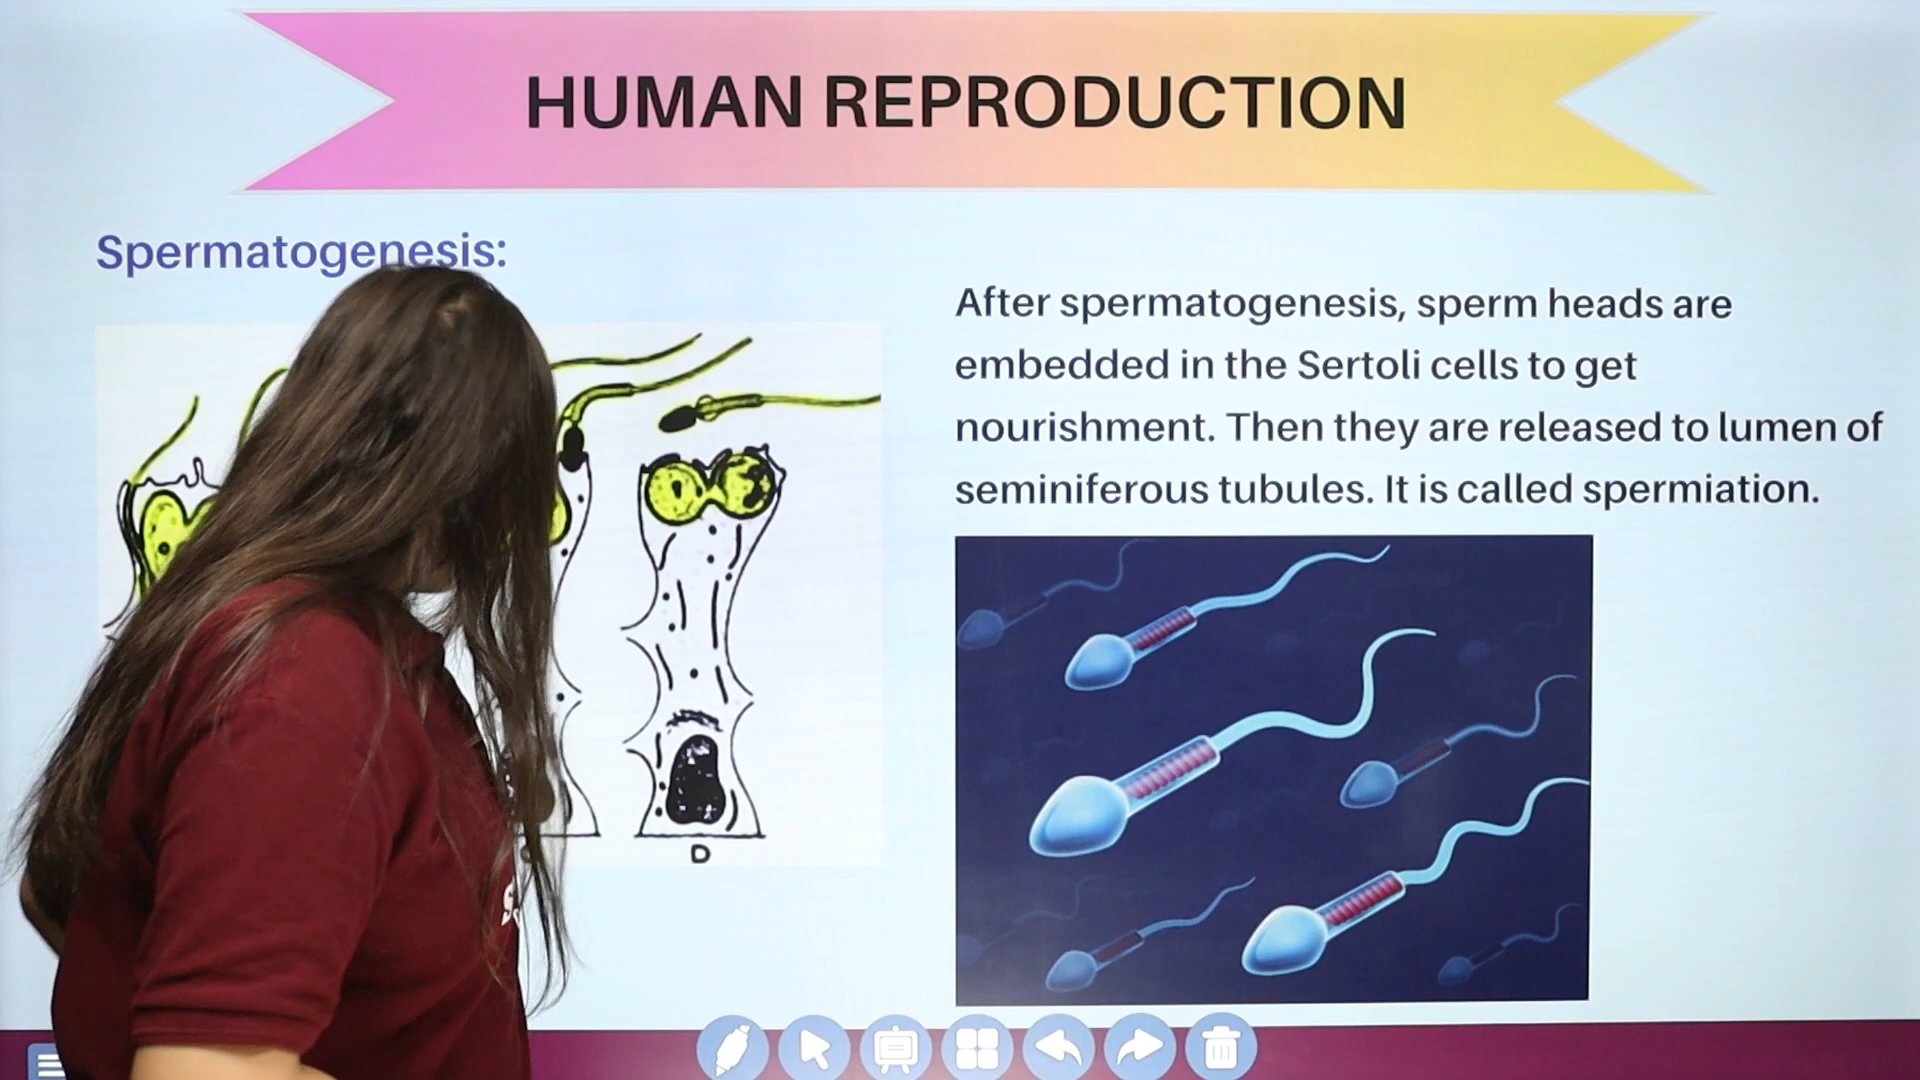 HUMAN REPRODUCTION
Spermatogenesis:
After spermatogenesis, sperm heads are
embedded in the Sertoli cells to get
nourishment. Then they are released to lumen of
seminiferous tubules. It is called spermiation.
D